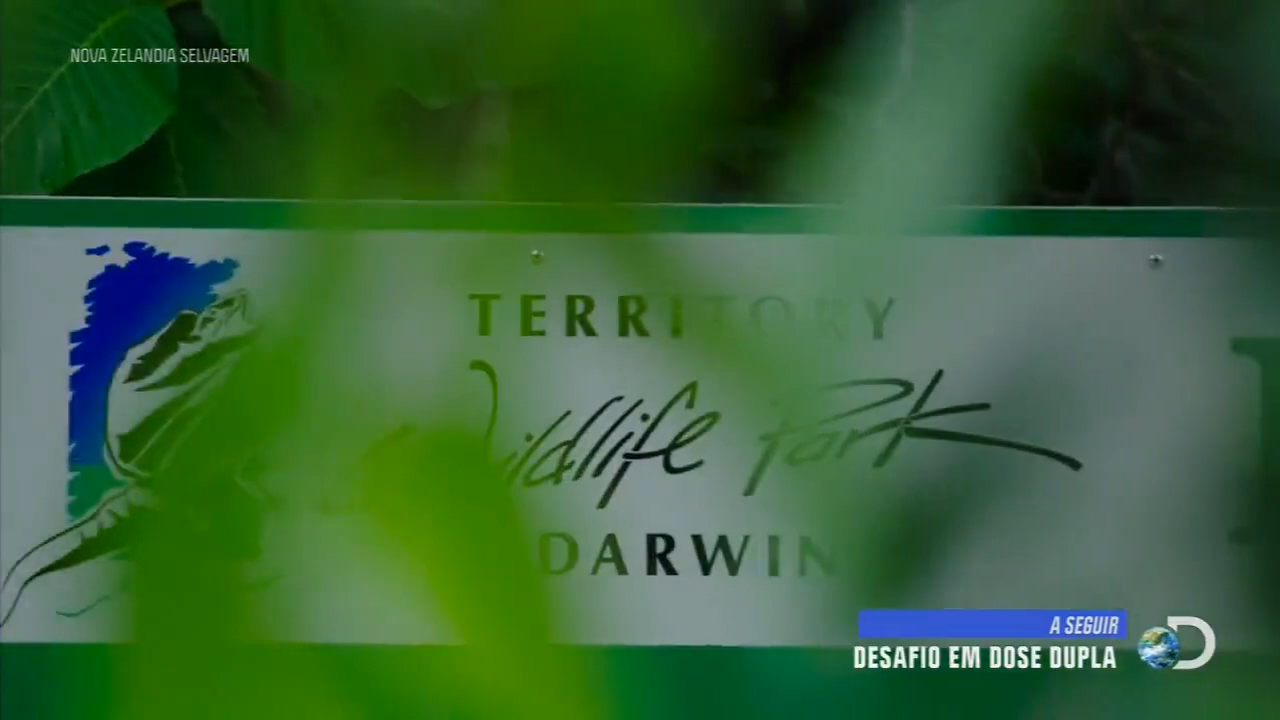 NOVA ZELANDIA SELVAGEM
TERRITORY
Wildlife Park
DARWIN
A SEGUIR
DESAFIO EM DOSE DUPLA